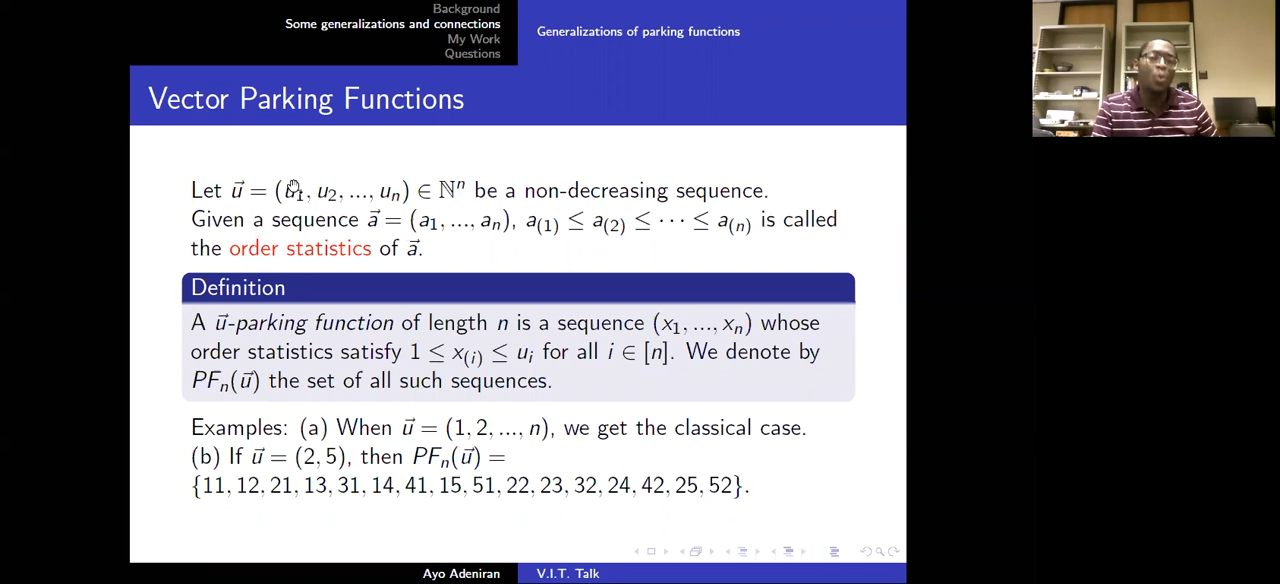 Background
Some generalizations and connections
My Work
Questions
Generalizations of parking functions
Vector Parking Functions
Let u⃗ = (u₁, u₂, ..., uₙ) ∈ ℕⁿ be a non-decreasing sequence.
Given a sequence a⃗ = (a₁, ..., aₙ), a₍₁₎ ≤ a₍₂₎ ≤ ⋯ ≤ a₍ₙ₎ is called
the order statistics of a⃗.
Definition
A u⃗-parking function of length n is a sequence (x₁, ..., xₙ) whose
order statistics satisfy 1 ≤ x₍ᵢ₎ ≤ uᵢ for all i ∈ [n]. We denote by
PFₙ(u⃗) the set of all such sequences.
Examples: (a) When u⃗ = (1, 2, ..., n), we get the classical case.
(b) If u⃗ = (2, 5), then PFₙ(u⃗) =
{11, 12, 21, 13, 31, 14, 41, 15, 51, 22, 23, 32, 24, 42, 25, 52}.
Ayo Adeniran
V.I.T. Talk